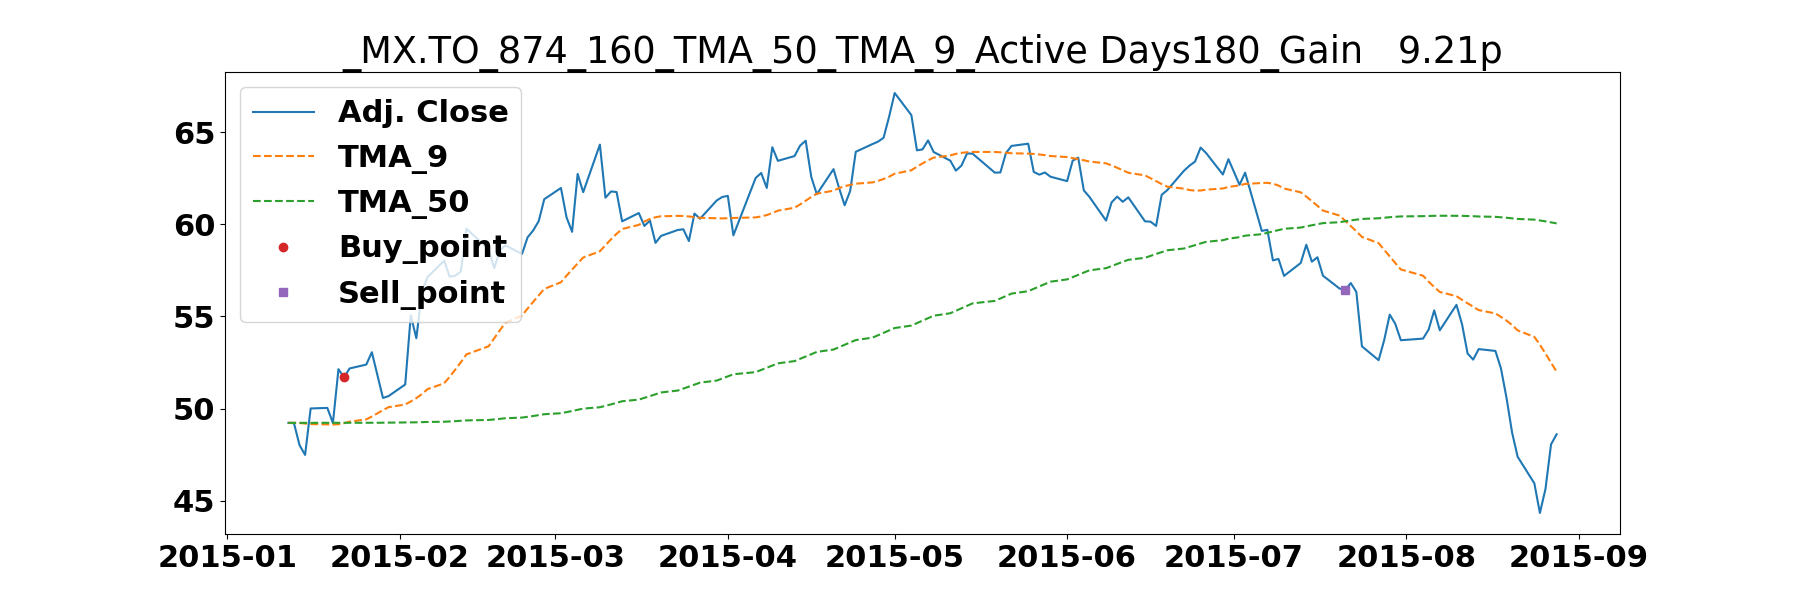 _MX.TO_874_160_TMA_50_TMA_9_Active Days180_Gain   9.21p
Adj. Close
TMA_9
TMA_50
Buy_point
Sell_point
65
60
55
50
45
2015-01 2015-02 2015-03 2015-04 2015-05 2015-06 2015-07 2015-08 2015-09